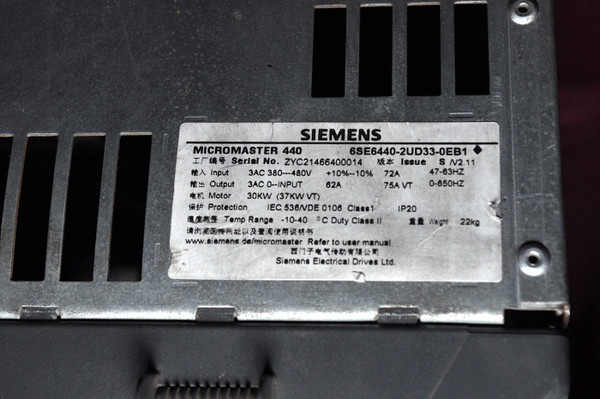 SIEMENS
MICROMASTER 440 6SE6440-2UD33-0EB1
工厂编号 Serial No. ZYC21466400014 版本 Issue S /V2.11
输入 Input 3AC 380---480V +10%-10% 72A 47-63HZ
输出 Output 3AC 0--INPUT 62A 75A VT 0-650HZ
电机 Motor 30KW (37KW VT)
保护 Protection IEC 536/VDE 0106 Class1 IP20
温度范围 Temp Range -10-40 °C Duty Class II 重量 Weight 22kg
请浏览 网址以及查阅使用说明书
www.siemens.de/micromaster Refer to user manual
西门子电气传动有限公司
Siemens Electrical Drives Ltd.